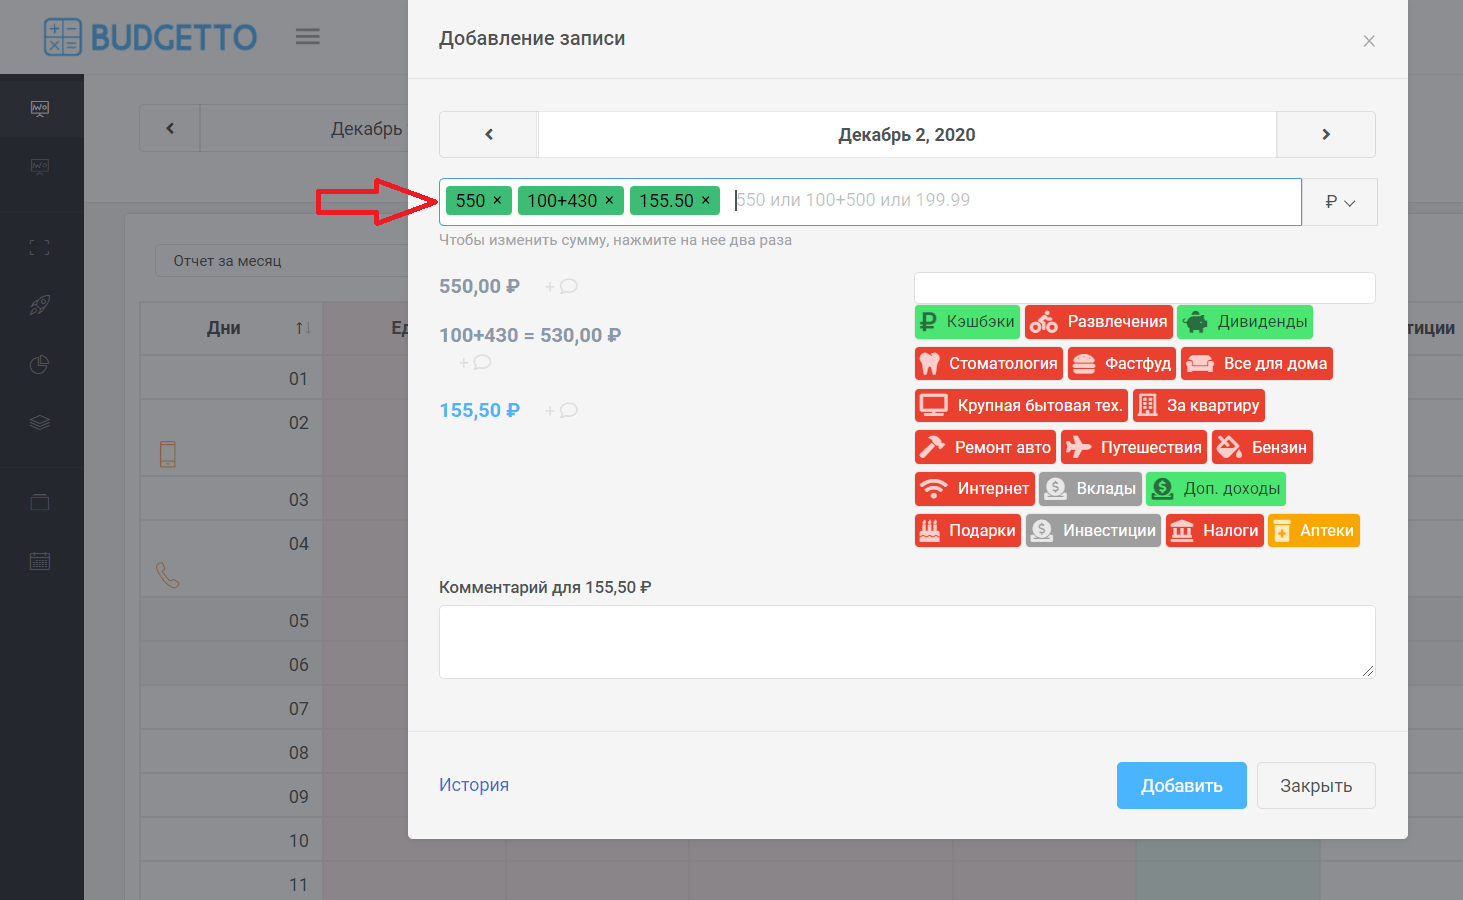 BUDGETTO
Добавление записи
×
Декабрь
Декабрь 2, 2020
550 × 100+430 × 155.50 × 550 или 100+500 или 199.99 ₽
Чтобы изменить сумму, нажмите на нее два раза
Отчет за месяц
550,00 ₽ +
Кэшбэки Развлечения Дивиденды
Дни ↑↓ Ед
100+430 = 530,00 ₽
тиции
+
Стоматология Фастфуд Все для дома
01
155,50 ₽ +
Крупная бытовая тех. За квартиру
02
Ремонт авто Путешествия Бензин
Интернет Вклады Доп. доходы
03
Подарки Инвестиции Налоги Аптеки
04
Комментарий для 155,50 ₽
05
06
07
08
09
10
11
История
Добавить Закрыть